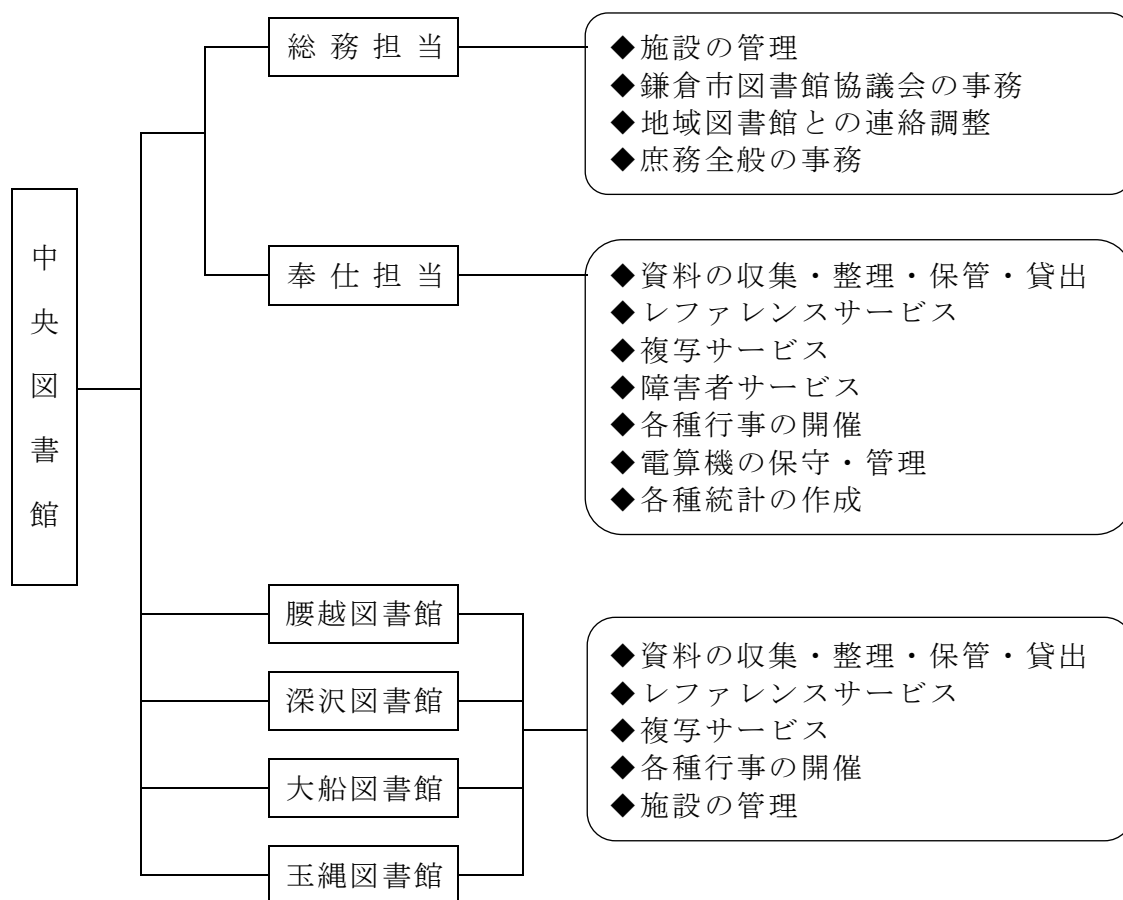 中央図書館
総務担当
◆施設の管理
◆鎌倉市図書館協議会の事務
◆地域図書館との連絡調整
◆庶務全般の事務
奉仕担当
◆資料の収集・整理・保管・貸出
◆レファレンスサービス
◆複写サービス
◆障害者サービス
◆各種行事の開催
◆電算機の保守・管理
◆各種統計の作成
腰越図書館
深沢図書館
大船図書館
玉縄図書館
◆資料の収集・整理・保管・貸出
◆レファレンスサービス
◆複写サービス
◆各種行事の開催
◆施設の管理